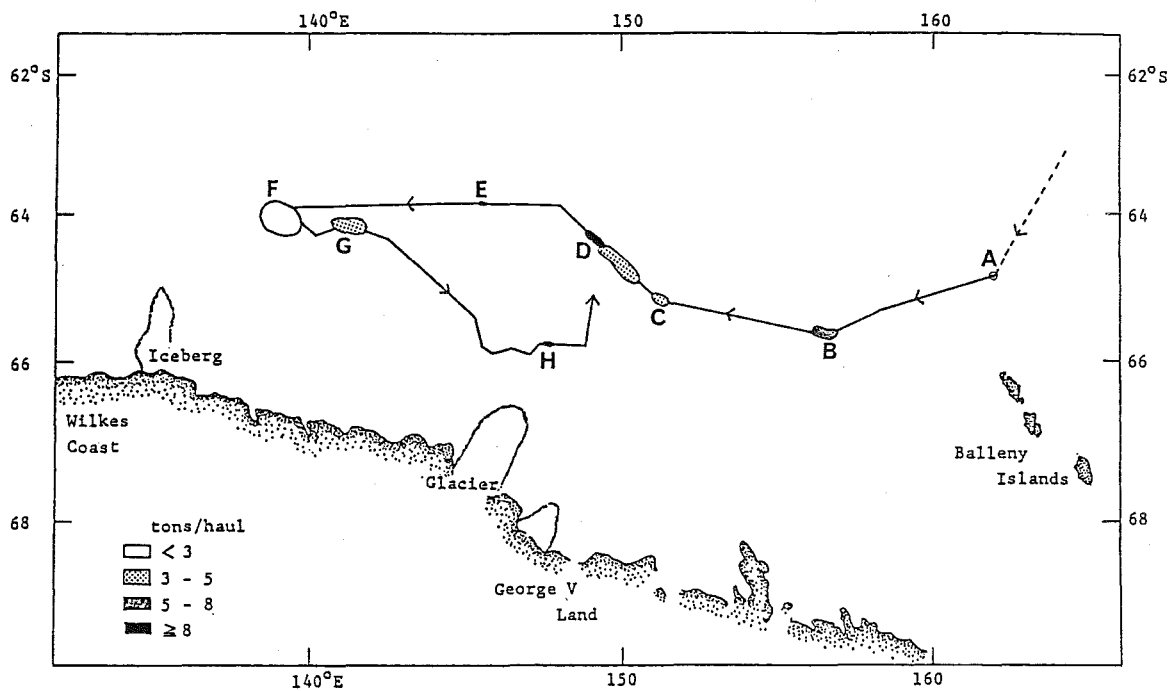 140°E 150 160
62°S 62°S
64 64
66 66
68 68
A
B
C
D
E
F
G
H
Iceberg
Wilkes
Coast
Glacier
George V
Land
Balleny
Islands
tons/haul
< 3
3 - 5
5 - 8
≧ 8
140°E 150 160